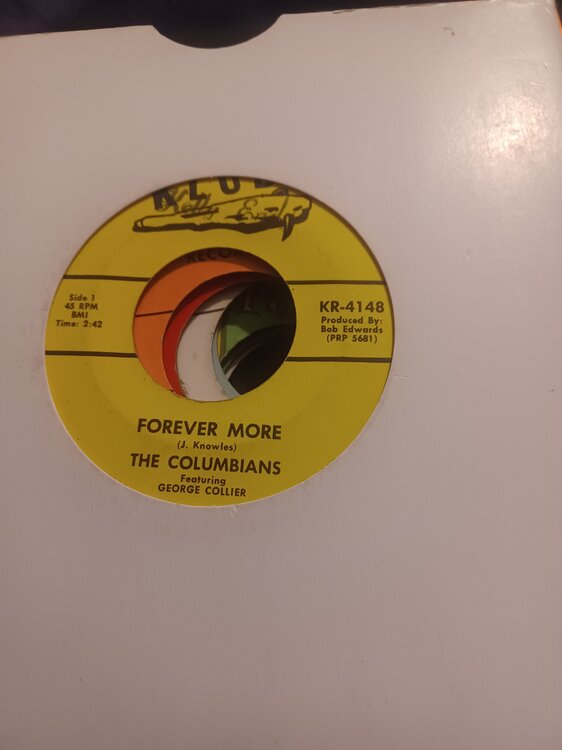 Side 1
45 RPM
BMI
Time: 2:42
RECOR
KR-4148
Produced By:
Bob Edwards
(PRP 5681)
FOREVER MORE
(J. Knowles)
THE COLUMBIANS
Featuring
GEORGE COLLIER